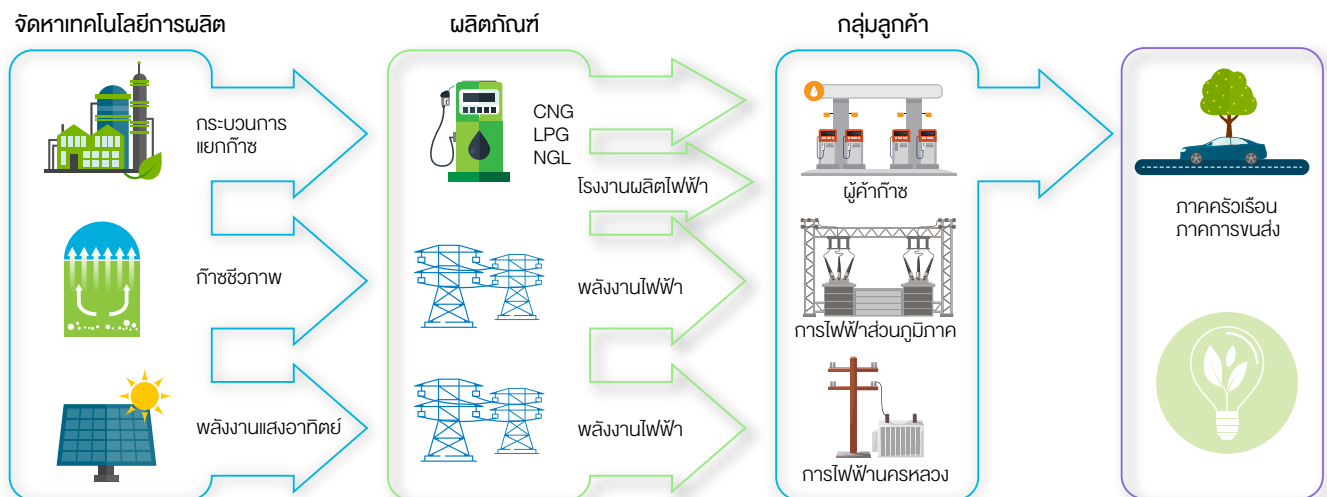 จัดหาเทคโนโลยีการผลิต
ผลิตภัณฑ์
กลุ่มลูกค้า
กระบวนการ
แยกก๊าซ
CNG
LPG
NGL
โรงงานผลิตไฟฟ้า
ผู้ค้าก๊าซ
ภาคครัวเรือน
ภาคการขนส่ง
ก๊าซชีวภาพ
พลังงานไฟฟ้า
การไฟฟ้าส่วนภูมิภาค
พลังงานแสงอาทิตย์
พลังงานไฟฟ้า
การไฟฟ้านครหลวง